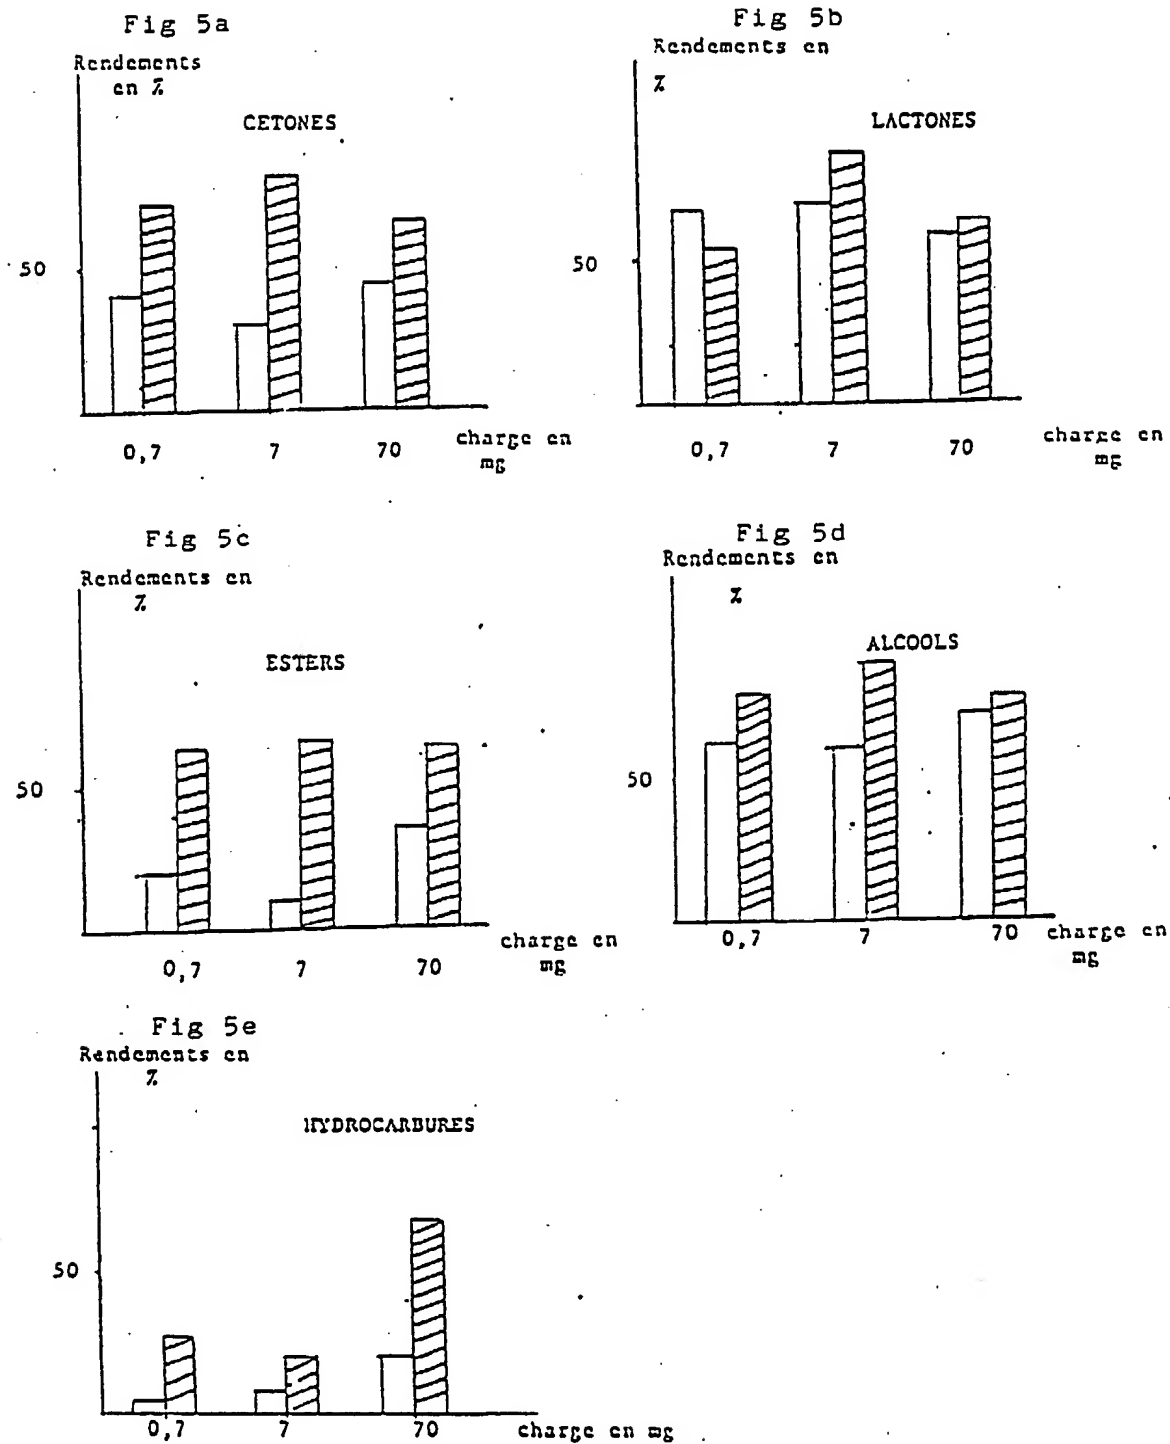 Fig 5a
Rendements
en %
CETONES
50
0,7 7 70
charge en
mg
Fig 5b
Rendements en
%
LACTONES
50
0,7 7 70
charge en
mg
Fig 5c
Rendements en
%
ESTERS
50
0,7 7 70
charge en
mg
Fig 5d
Rendements en
%
ALCOOLS
50
0,7 7 70
charge en
mg
Fig 5e
Rendements en
%
HYDROCARBURES
50
0,7 7 70 charge en mg